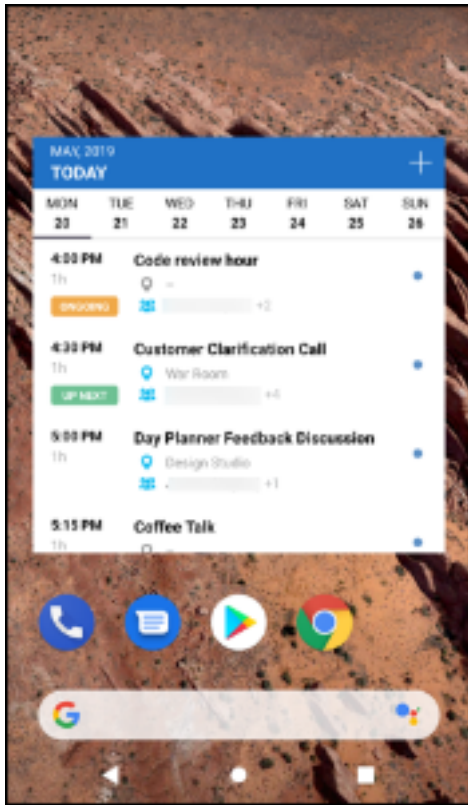 MAY, 2019
TODAY
MON TUE WED THU FRI SAT SUN
20 21 22 23 24 25 26
4:00 PM Code review hour
1h –
ONGOING +2
4:30 PM Customer Clarification Call
1h War Room
UP NEXT +4
5:00 PM Day Planner Feedback Discussion
1h Design Studio
+1
5:15 PM Coffee Talk
1h –